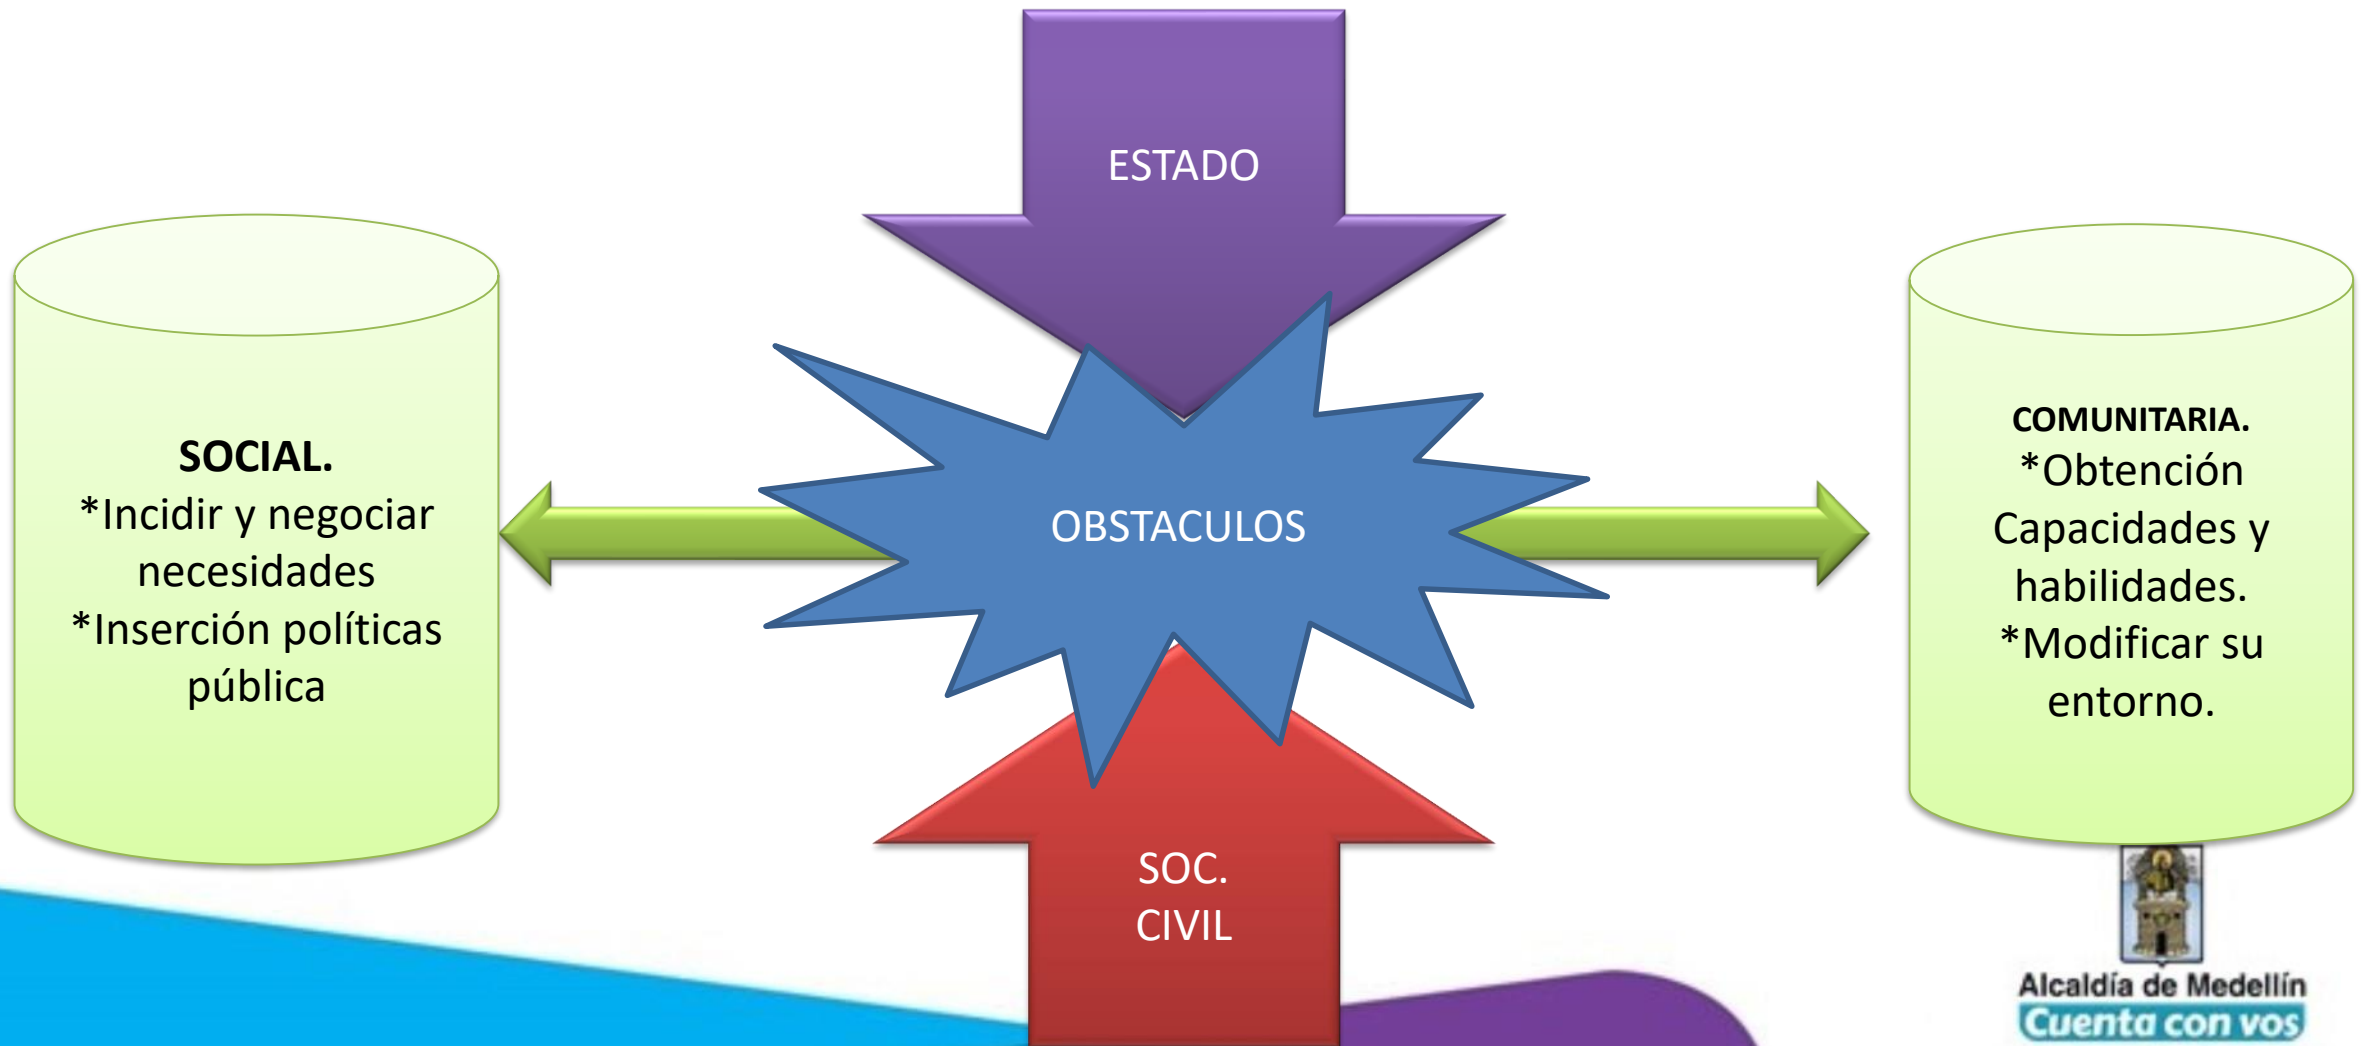 ESTADO
SOCIAL.
*Incidir y negociar
necesidades
*Inserción políticas
pública
OBSTACULOS
COMUNITARIA.
*Obtención
Capacidades y
habilidades.
*Modificar su
entorno.
SOC.
CIVIL
Alcaldía de Medellín
Cuenta con vos